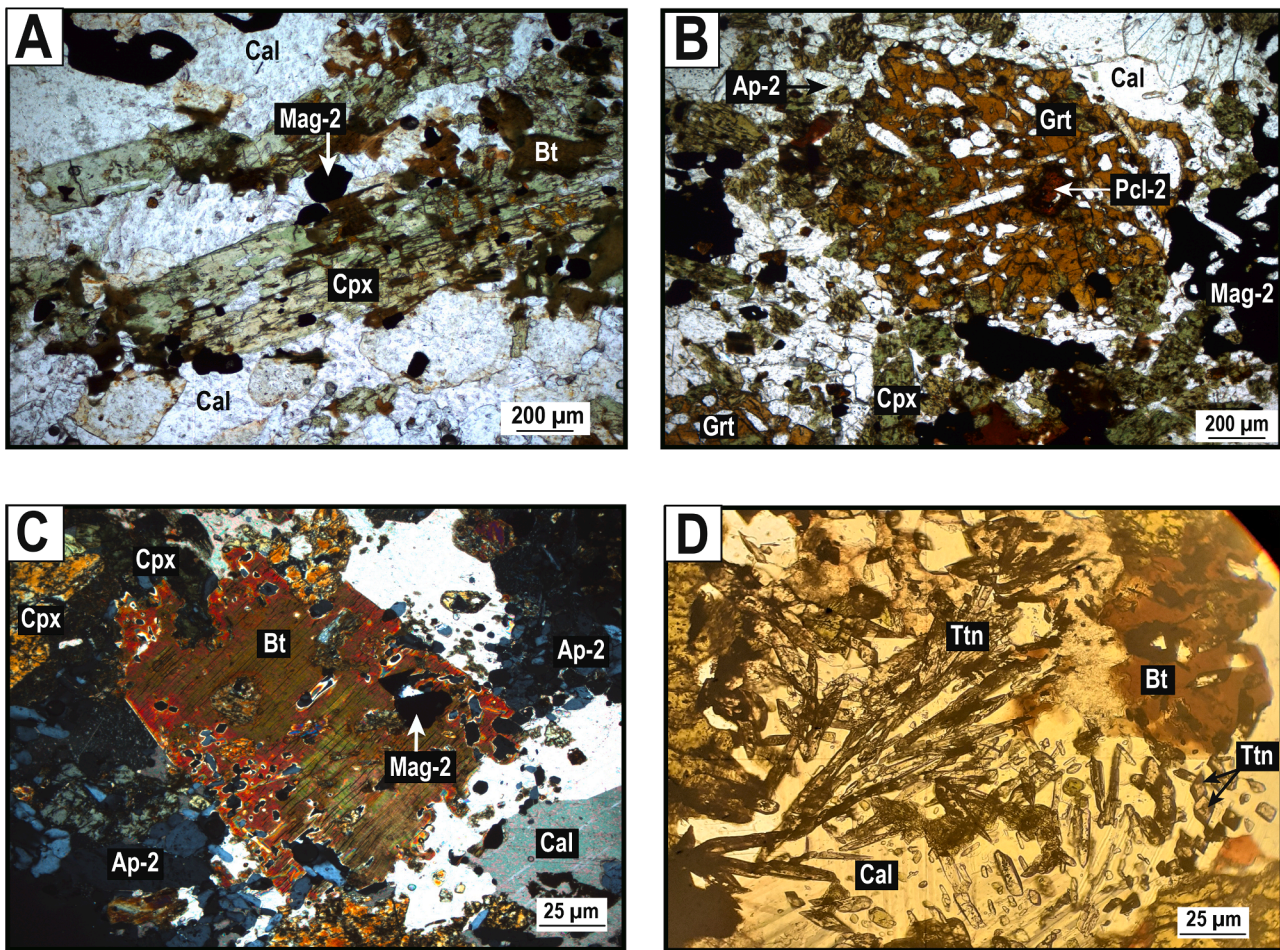 A
Cal
Mag-2
Bt
Cpx
Cal
200 µm
B
Ap-2
Cal
Grt
Pcl-2
Mag-2
Cpx
Grt
200 µm
C
Cpx
Cpx
Bt
Ap-2
Mag-2
Cal
Ap-2
25 µm
D
Ttn
Bt
Ttn
Cal
25 µm